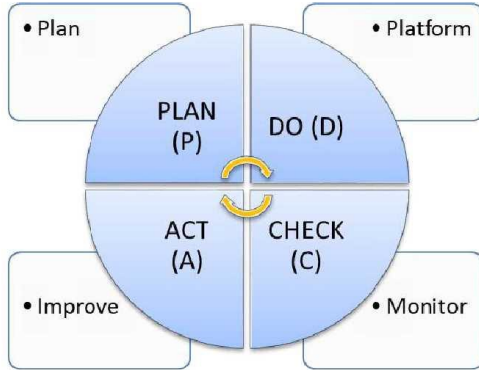 • Plan
• Platform
PLAN
(P)
DO (D)
ACT
(A)
CHECK
(C)
• Improve
• Monitor